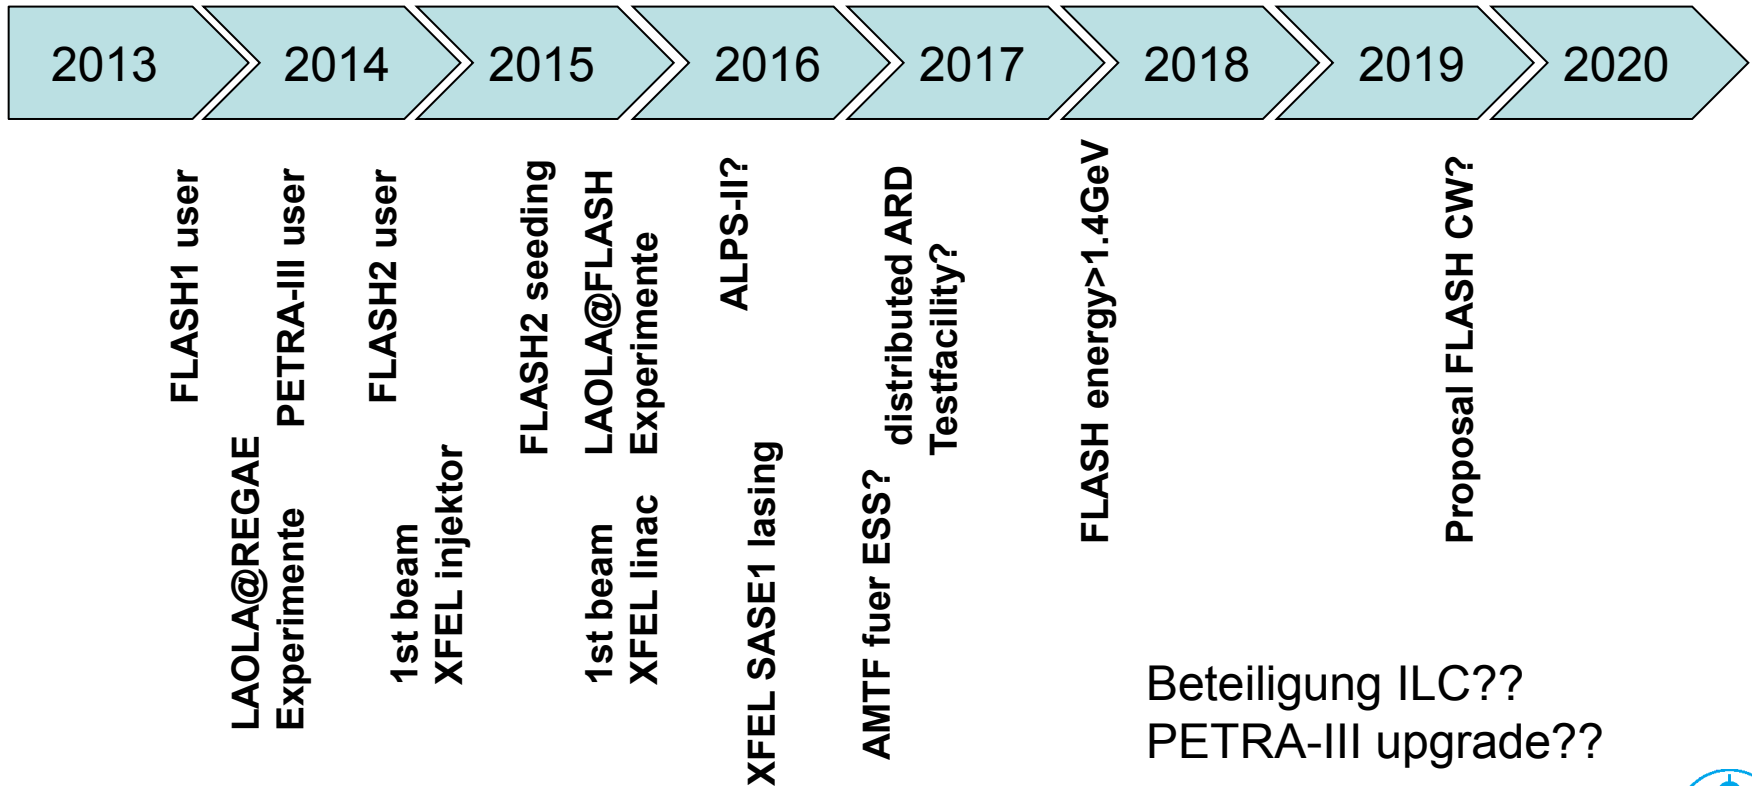 2013
2014
2015
2016
2017
2018
2019
2020
FLASH1 user
PETRA-III user
FLASH2 user
FLASH2 seeding
LAOLA@FLASH
Experimente
ALPS-II?
distributed ARD
Testfacility?
FLASH energy>1.4GeV
Proposal FLASH CW?
LAOLA@REGAE
Experimente
1st beam
XFEL injektor
1st beam
XFEL linac
XFEL SASE1 lasing
AMTF fuer ESS?
Beteiligung ILC??
PETRA-III upgrade??